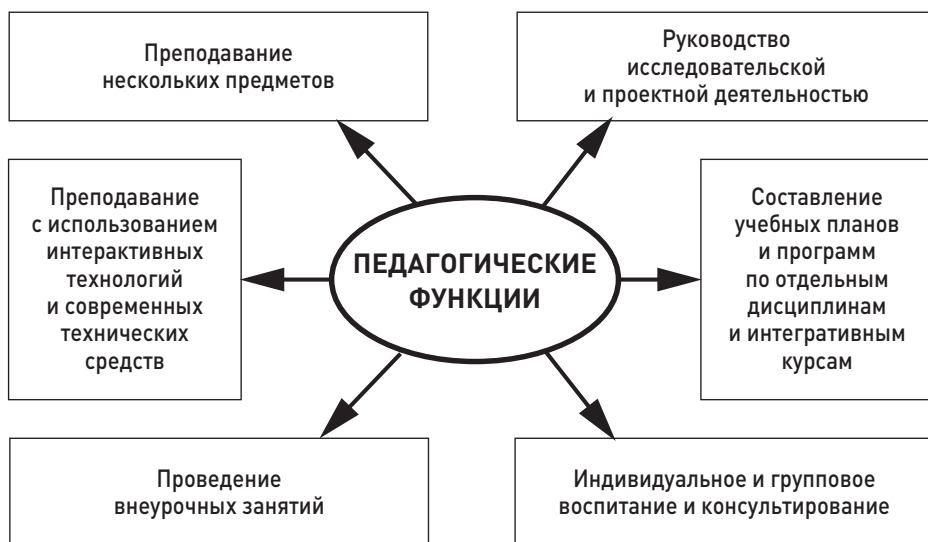 Преподавание
нескольких предметов
Руководство
исследовательской
и проектной деятельностью
Преподавание
с использованием
интерактивных
технологий
и современных
технических
средств
ПЕДАГОГИЧЕСКИЕ
ФУНКЦИИ
Составление
учебных планов
и программ
по отдельным
дисциплинам
и интегративным
курсам
Проведение
внеурочных занятий
Индивидуальное и групповое
воспитание и консультирование